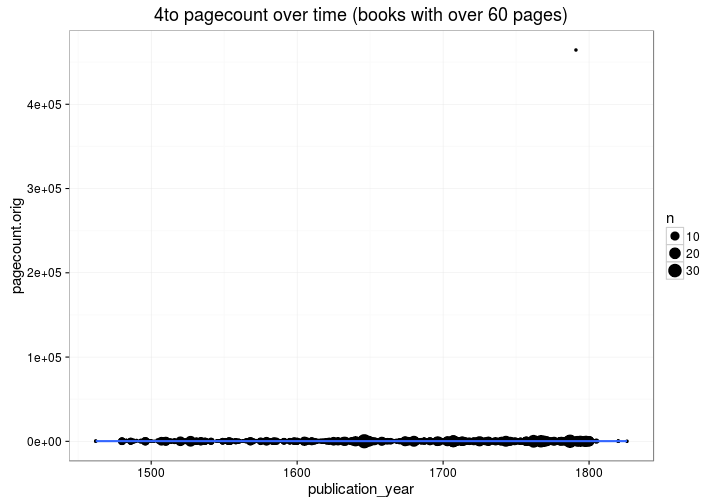 4to pagecount over time (books with over 60 pages)
4e+05
3e+05
2e+05
1e+05
0e+00
pagecount.orig
1500
1600
1700
1800
publication_year
n
10
20
30